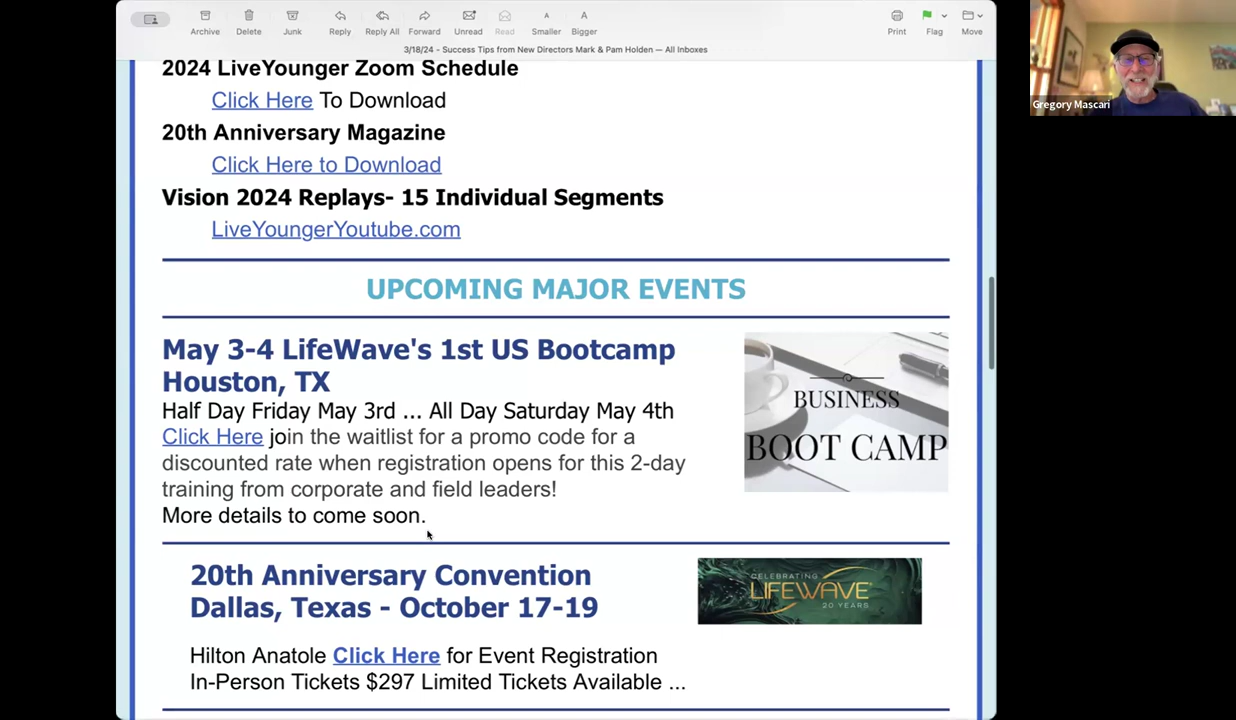 Archive Delete Junk Reply Reply All Forward Unread Read Smaller Bigger Print Flag Move
A A
3/18/24 - Success Tips from New Directors Mark & Pam Holden — All Inboxes
Gregory Mascari
2024 LiveYounger Zoom Schedule
Click Here To Download
20th Anniversary Magazine
Click Here to Download
Vision 2024 Replays- 15 Individual Segments
LiveYoungerYoutube.com
UPCOMING MAJOR EVENTS
May 3-4 LifeWave's 1st US Bootcamp
Houston, TX
Half Day Friday May 3rd ... All Day Saturday May 4th
Click Here join the waitlist for a promo code for a
discounted rate when registration opens for this 2-day
training from corporate and field leaders!
More details to come soon.
BUSINESS
BOOT CAMP
20th Anniversary Convention
Dallas, Texas - October 17-19
CELEBRATING
LIFEWAVE
20 YEARS
Hilton Anatole Click Here for Event Registration
In-Person Tickets $297 Limited Tickets Available ...